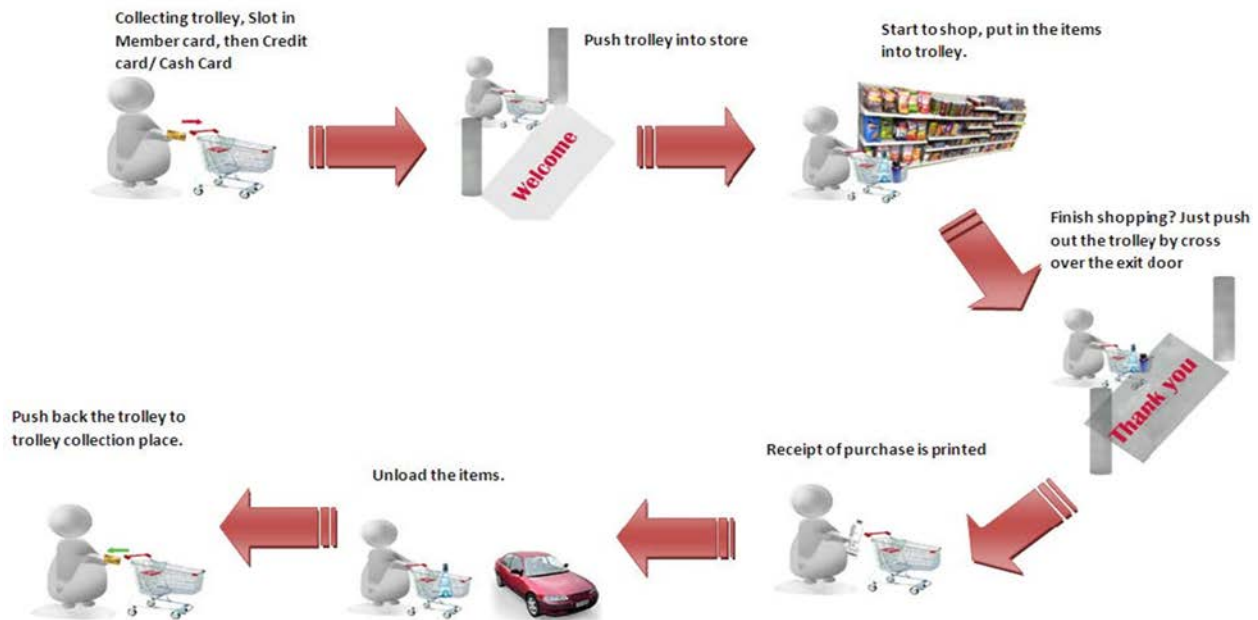 Collecting trolley, Slot in
Member card, then Credit
card/ Cash Card
Push trolley into store
Welcome
Start to shop, put in the items
into trolley.
Finish shopping? Just push
out the trolley by cross
over the exit door
Thank you
Receipt of purchase is printed
Unload the items.
Push back the trolley to
trolley collection place.